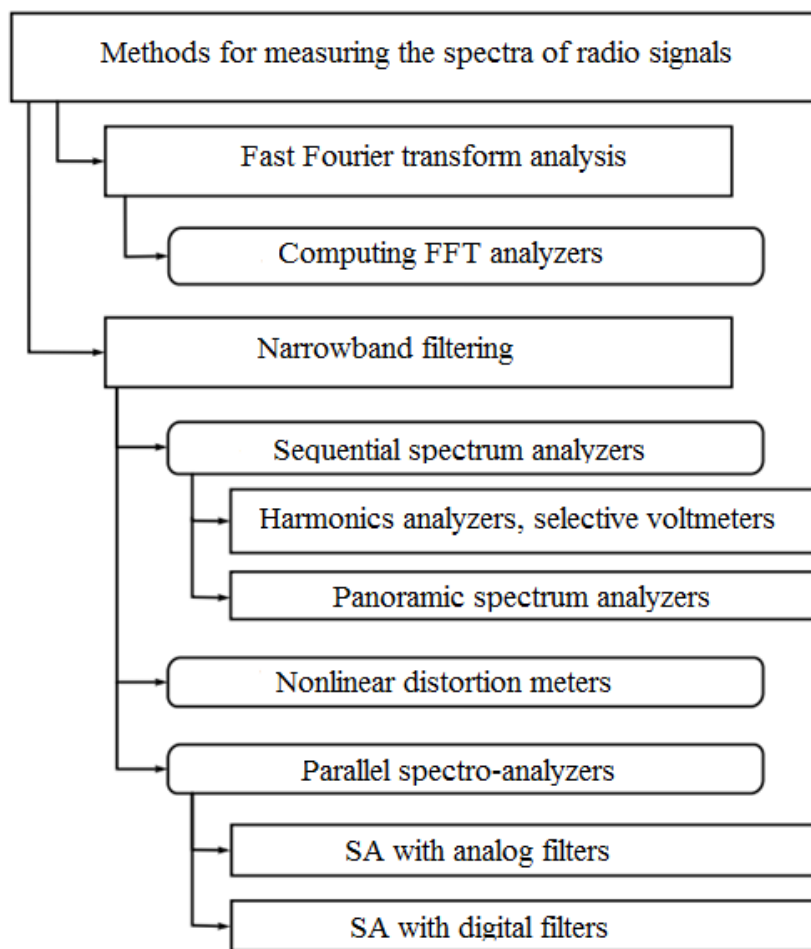 Methods for measuring the spectra of radio signals
Fast Fourier transform analysis
Computing FFT analyzers
Narrowband filtering
Sequential spectrum analyzers
Harmonics analyzers, selective voltmeters
Panoramic spectrum analyzers
Nonlinear distortion meters
Parallel spectro-analyzers
SA with analog filters
SA with digital filters